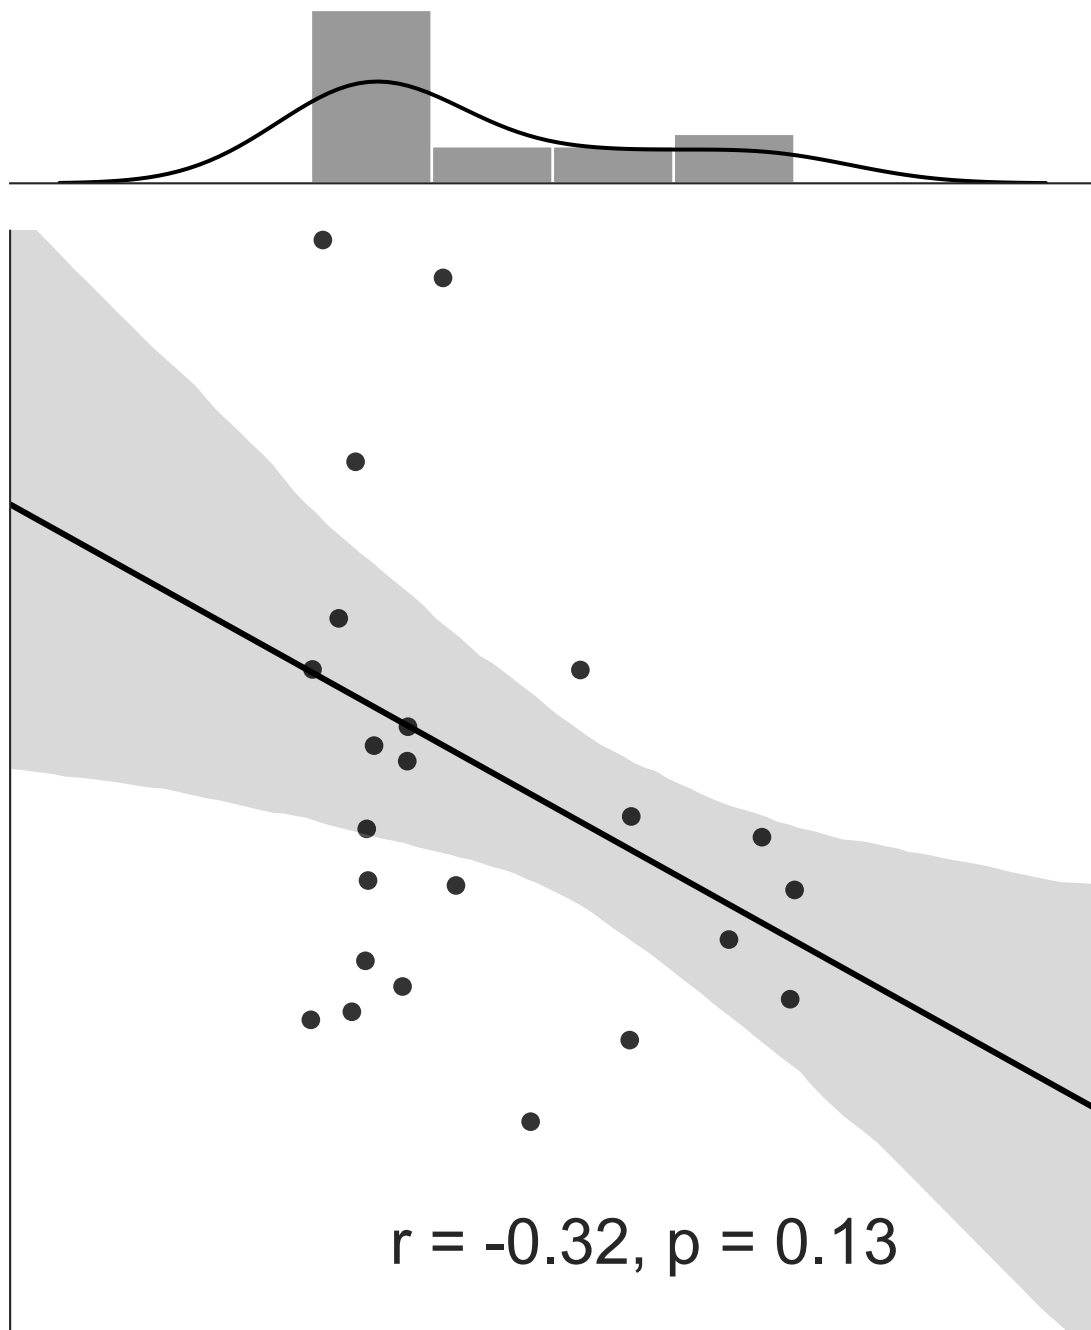 r = -0.32, p = 0.13